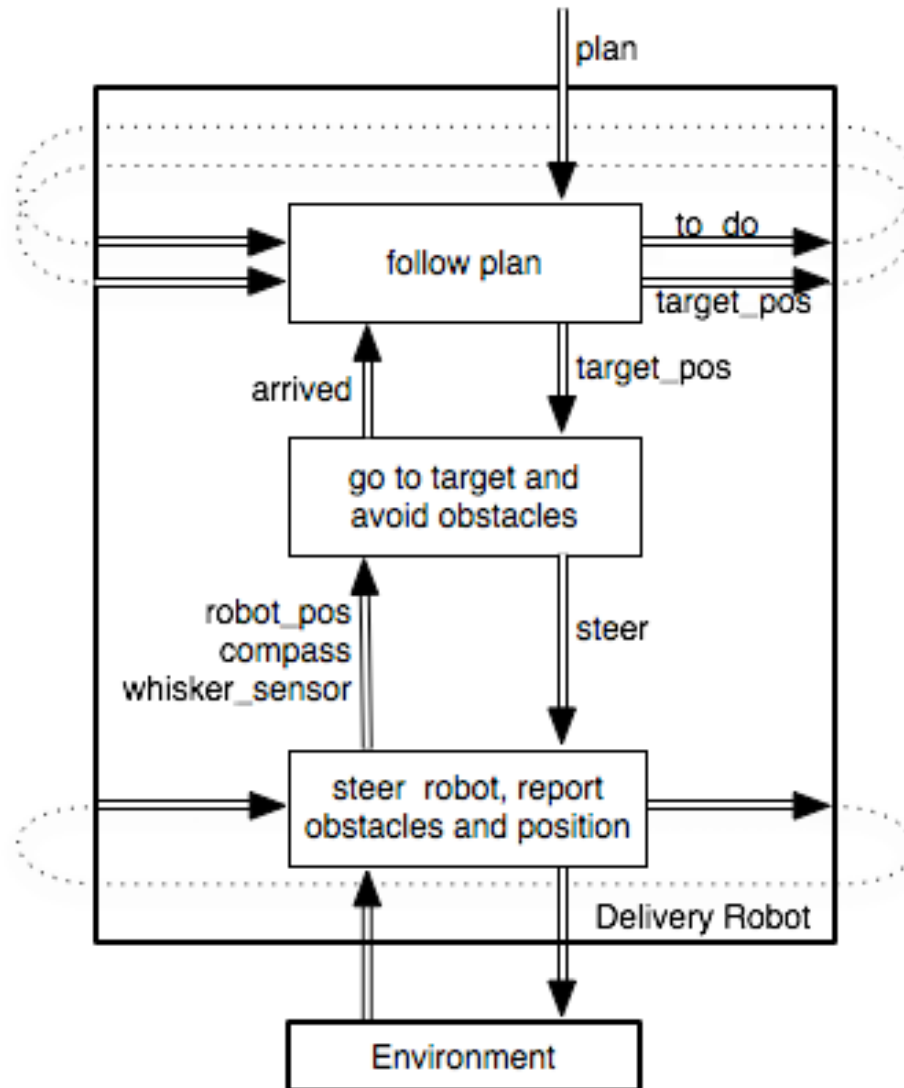 plan
to_do
follow plan
target_pos
arrived
target_pos
go to target and
avoid obstacles
robot_pos
compass
whisker_sensor
steer
steer robot, report
obstacles and position
Delivery Robot
Environment